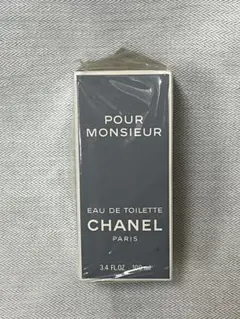 POUR
MONSIEUR
EAU DE TOILETTE
CHANEL
PARIS
3.4 FL.OZ. 100 ml